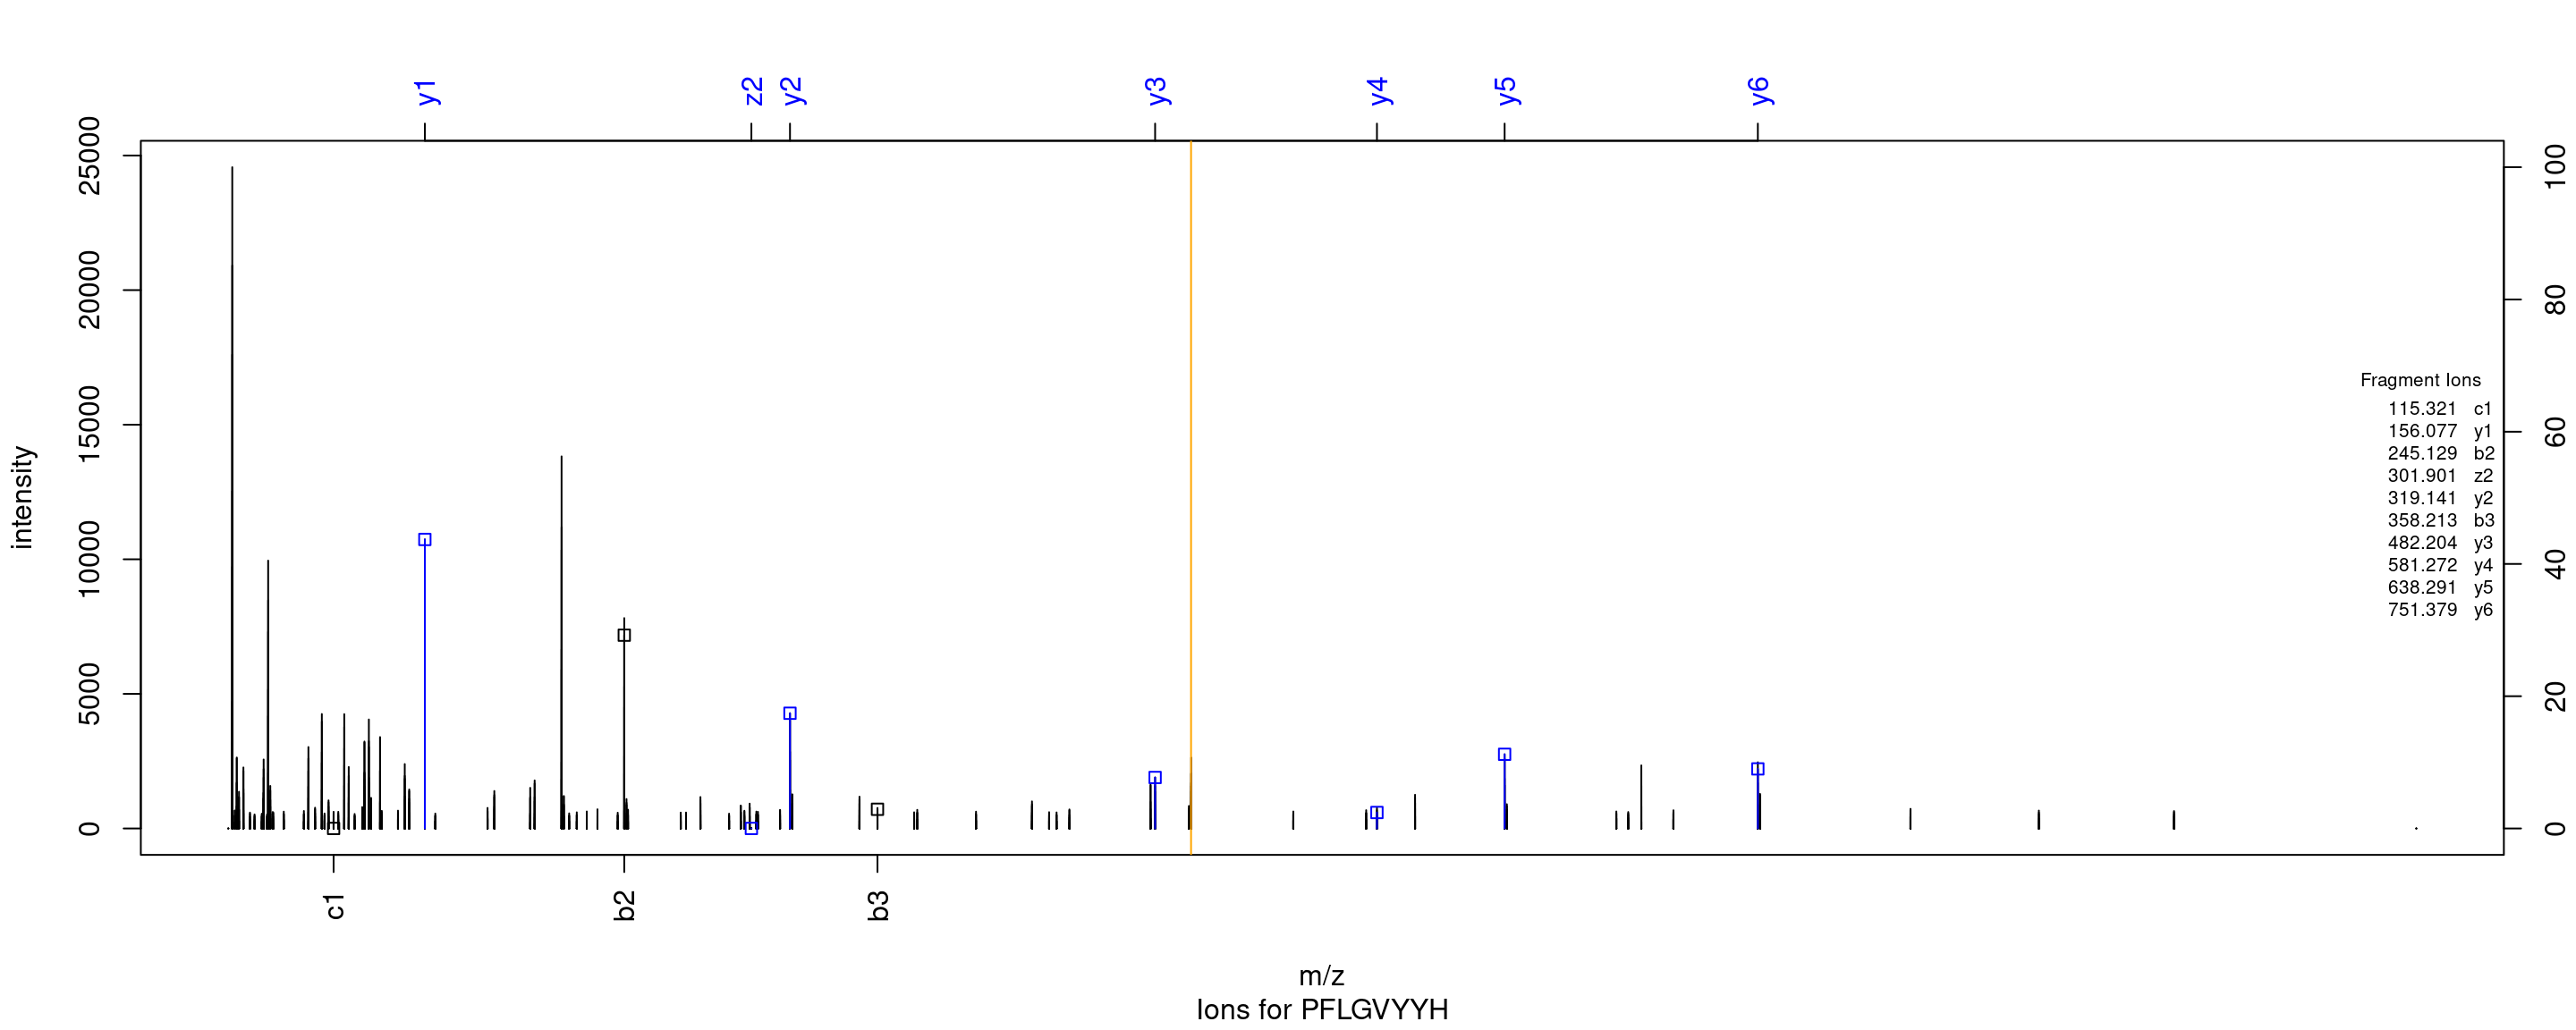 y1 z2 y2 y3 y4 y5 y6
25000
20000
15000
10000
5000
0
intensity
100
80
60
40
20
0
Fragment Ions
115.321 c1
156.077 y1
245.129 b2
301.901 z2
319.141 y2
358.213 b3
482.204 y3
581.272 y4
638.291 y5
751.379 y6
c1 b2 b3
m/z
Ions for PFLGVYYH